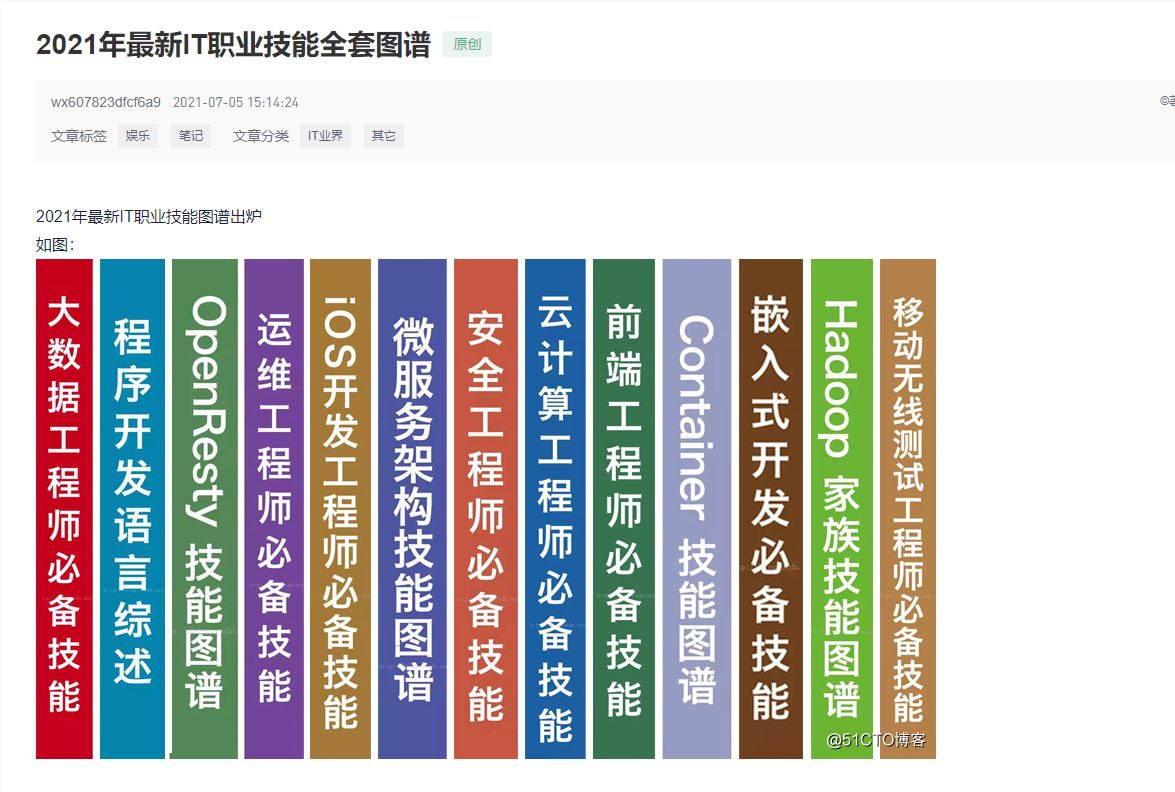 2021年最新IT职业技能全套图谱 原创
wx607823dfcf6a9 2021-07-05 15:14:24
文章标签 娱乐 笔记 文章分类 IT业界 其它
2021年最新IT职业技能图谱出炉
如图：
大数据工程师必备技能
程序开发语言综述
OpenResty 技能图谱
运维工程师必备技能
iOS开发工程师必备技能
微服务架构技能图谱
安全工程师必备技能
云计算工程师必备技能
前端工程师必备技能
Container 技能图谱
嵌入式开发必备技能
Hadoop 家族技能图谱
移动无线测试工程师必备技能
@51CTO博客